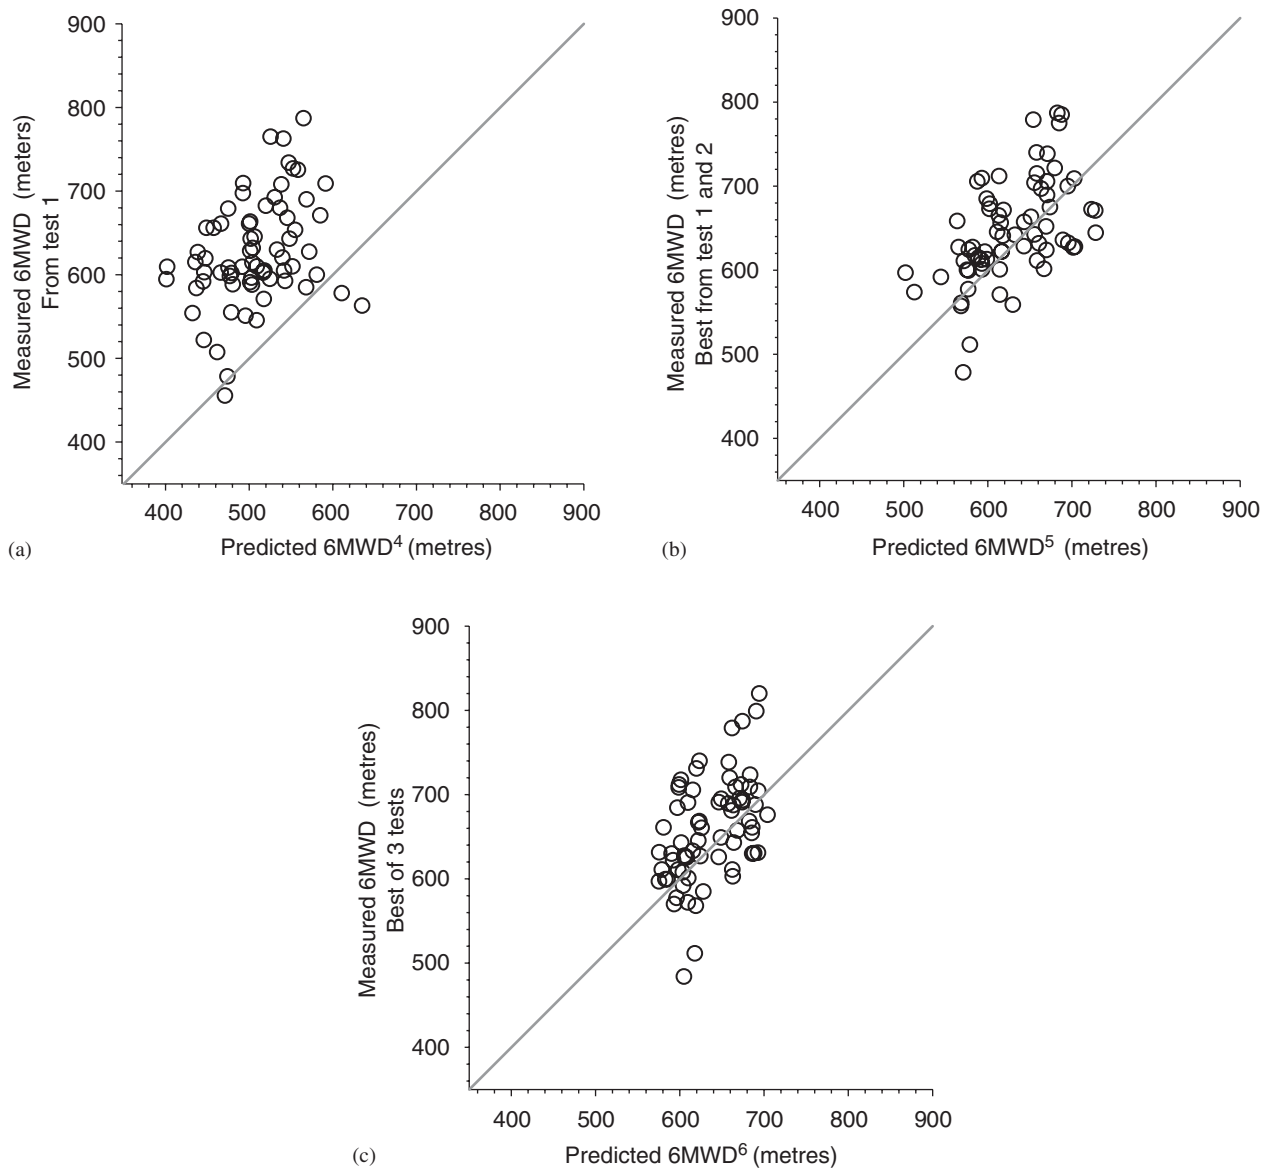 900
800
700
600
500
400
Measured 6MWD (meters)
From test 1
400 500 600 700 800 900
Predicted 6MWD⁴ (metres)
(a)
900
800
700
600
500
400
Measured 6MWD (metres)
Best from test 1 and 2
400 500 600 700 800 900
Predicted 6MWD⁵ (metres)
(b)
900
800
700
600
500
400
Measured 6MWD (metres)
Best of 3 tests
400 500 600 700 800 900
Predicted 6MWD⁶ (metres)
(c)